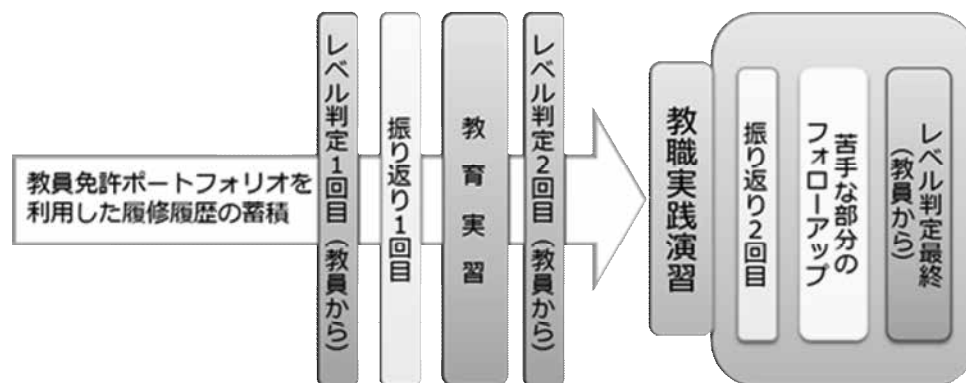 教員免許ポートフォリオを
利用した履修履歴の蓄積
レベル判定1回目(教員から)
振り返り1回目
教育実習
レベル判定2回目(教員から)
教職実践演習
振り返り2回目
苦手な部分の
フォローアップ
レベル判定最終
(教員から)